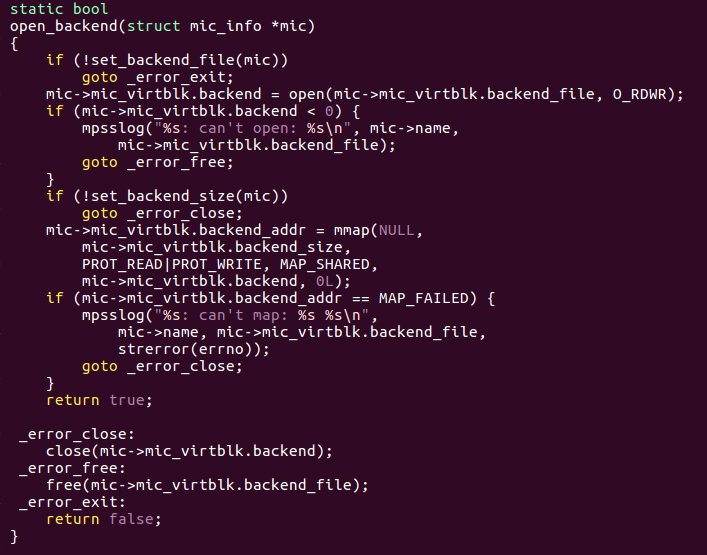 static bool
open_backend(struct mic_info *mic)
{
    if (!set_backend_file(mic))
        goto _error_exit;
    mic->mic_virtblk.backend = open(mic->mic_virtblk.backend_file, O_RDWR);
    if (mic->mic_virtblk.backend < 0) {
        mpsslog("%s: can't open: %s\n", mic->name,
            mic->mic_virtblk.backend_file);
        goto _error_free;
    }
    if (!set_backend_size(mic))
        goto _error_close;
    mic->mic_virtblk.backend_addr = mmap(NULL,
        mic->mic_virtblk.backend_size,
        PROT_READ|PROT_WRITE, MAP_SHARED,
        mic->mic_virtblk.backend, 0L);
    if (mic->mic_virtblk.backend_addr == MAP_FAILED) {
        mpsslog("%s: can't map: %s %s\n",
            mic->name, mic->mic_virtblk.backend_file,
            strerror(errno));
        goto _error_close;
    }
    return true;

 _error_close:
    close(mic->mic_virtblk.backend);
 _error_free:
    free(mic->mic_virtblk.backend_file);
 _error_exit:
    return false;
}